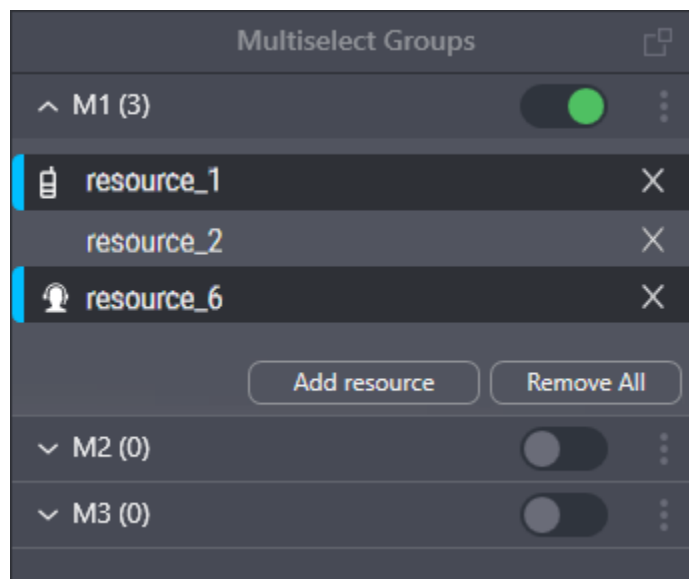 Multiselect Groups
M1 (3)
resource_1
resource_2
resource_6
Add resource Remove All
M2 (0)
M3 (0)